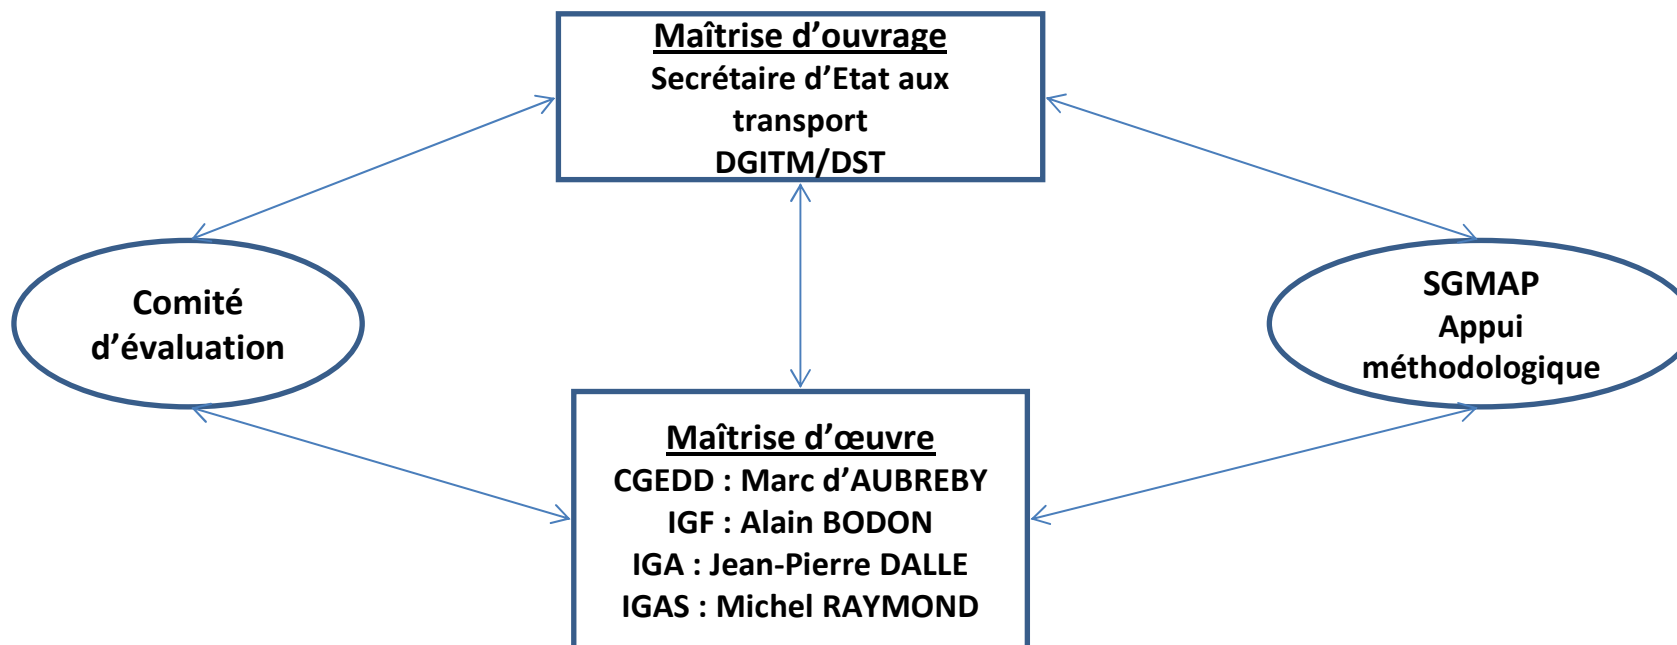 Maîtrise d’ouvrage
Secrétaire d’Etat aux
transport
DGITM/DST
Comité
d’évaluation
SGMAP
Appui
méthodologique
Maîtrise d’œuvre
CGEDD : Marc d’AUBREBY
IGF : Alain BODON
IGA : Jean-Pierre DALLE
IGAS : Michel RAYMOND